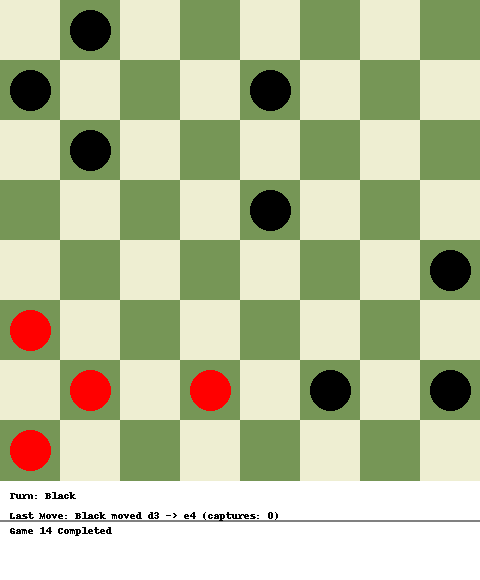 Turn: Black
Last Move: Black moved d3 -> e4 (captures: 0)
Game 14 Completed